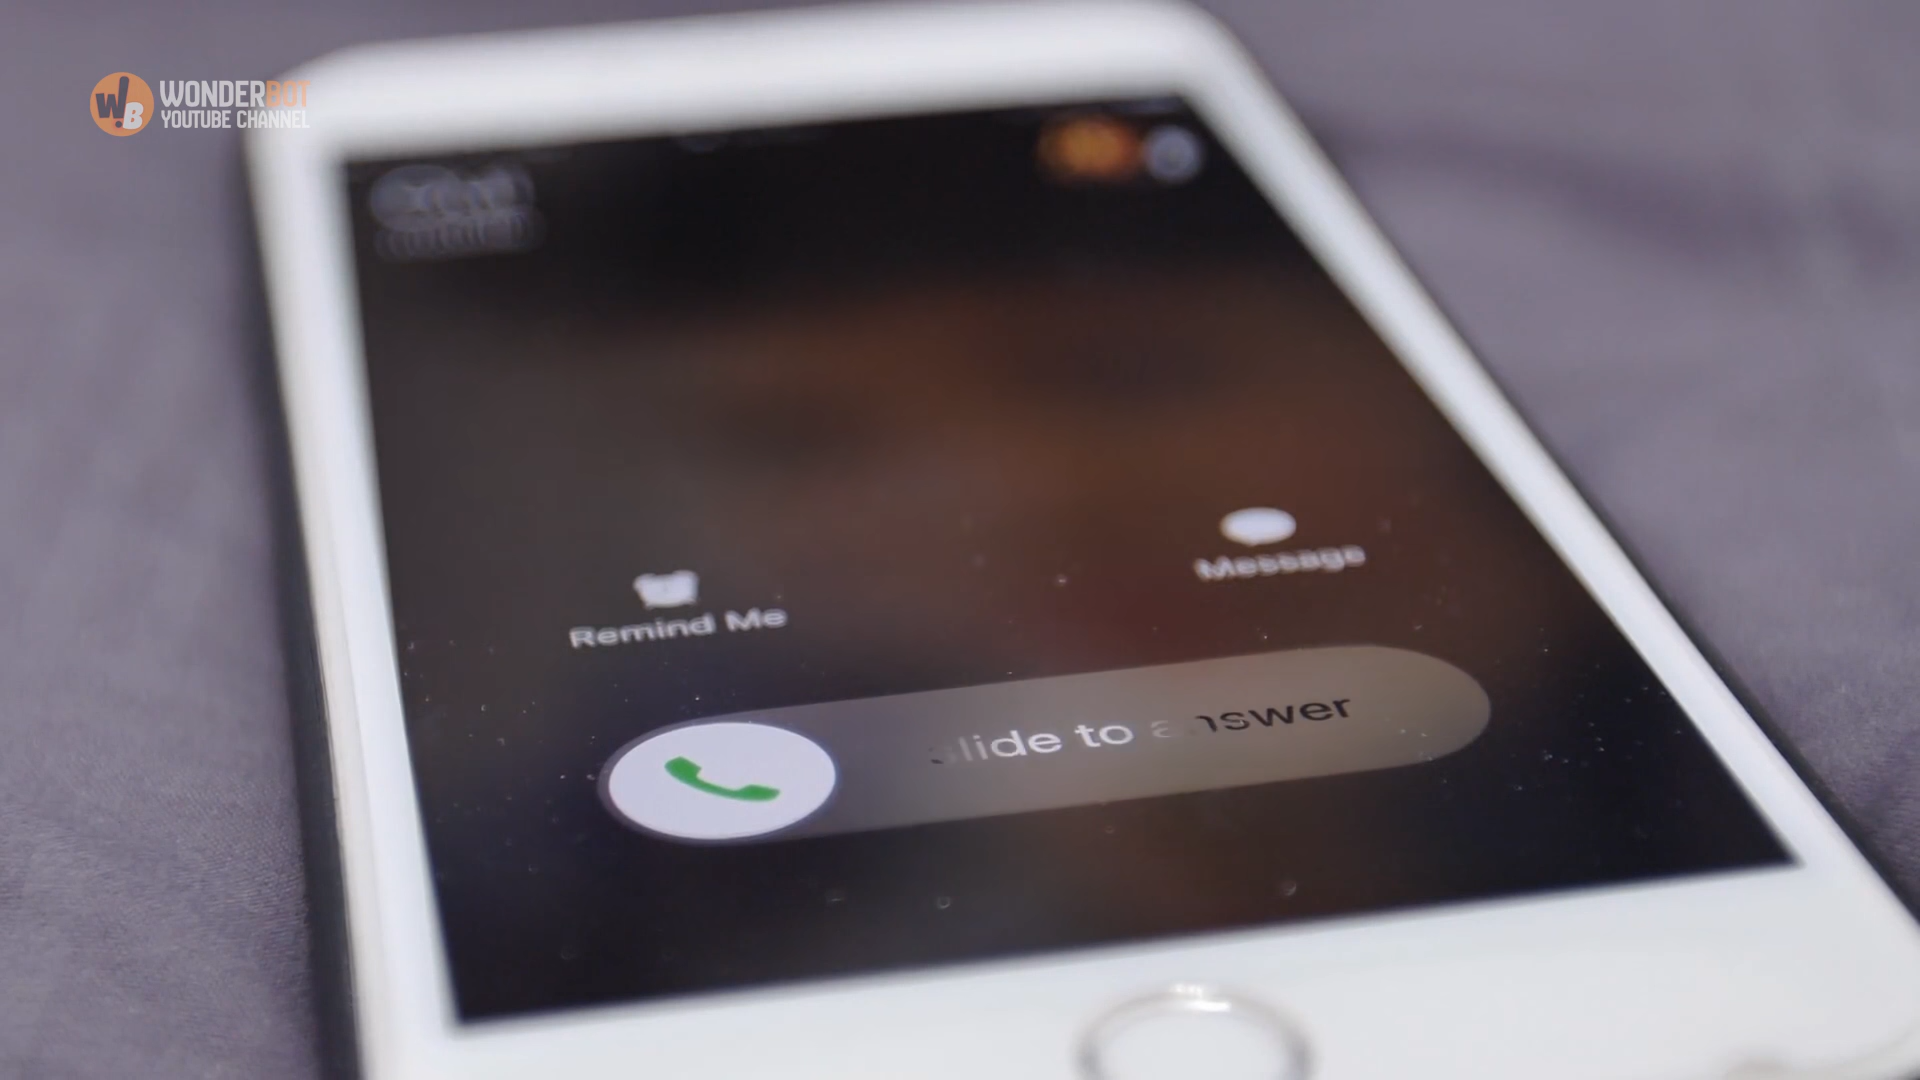 W!B
WONDERBOT
YOUTUBE CHANNEL
Remind Me
Message
slide to answer